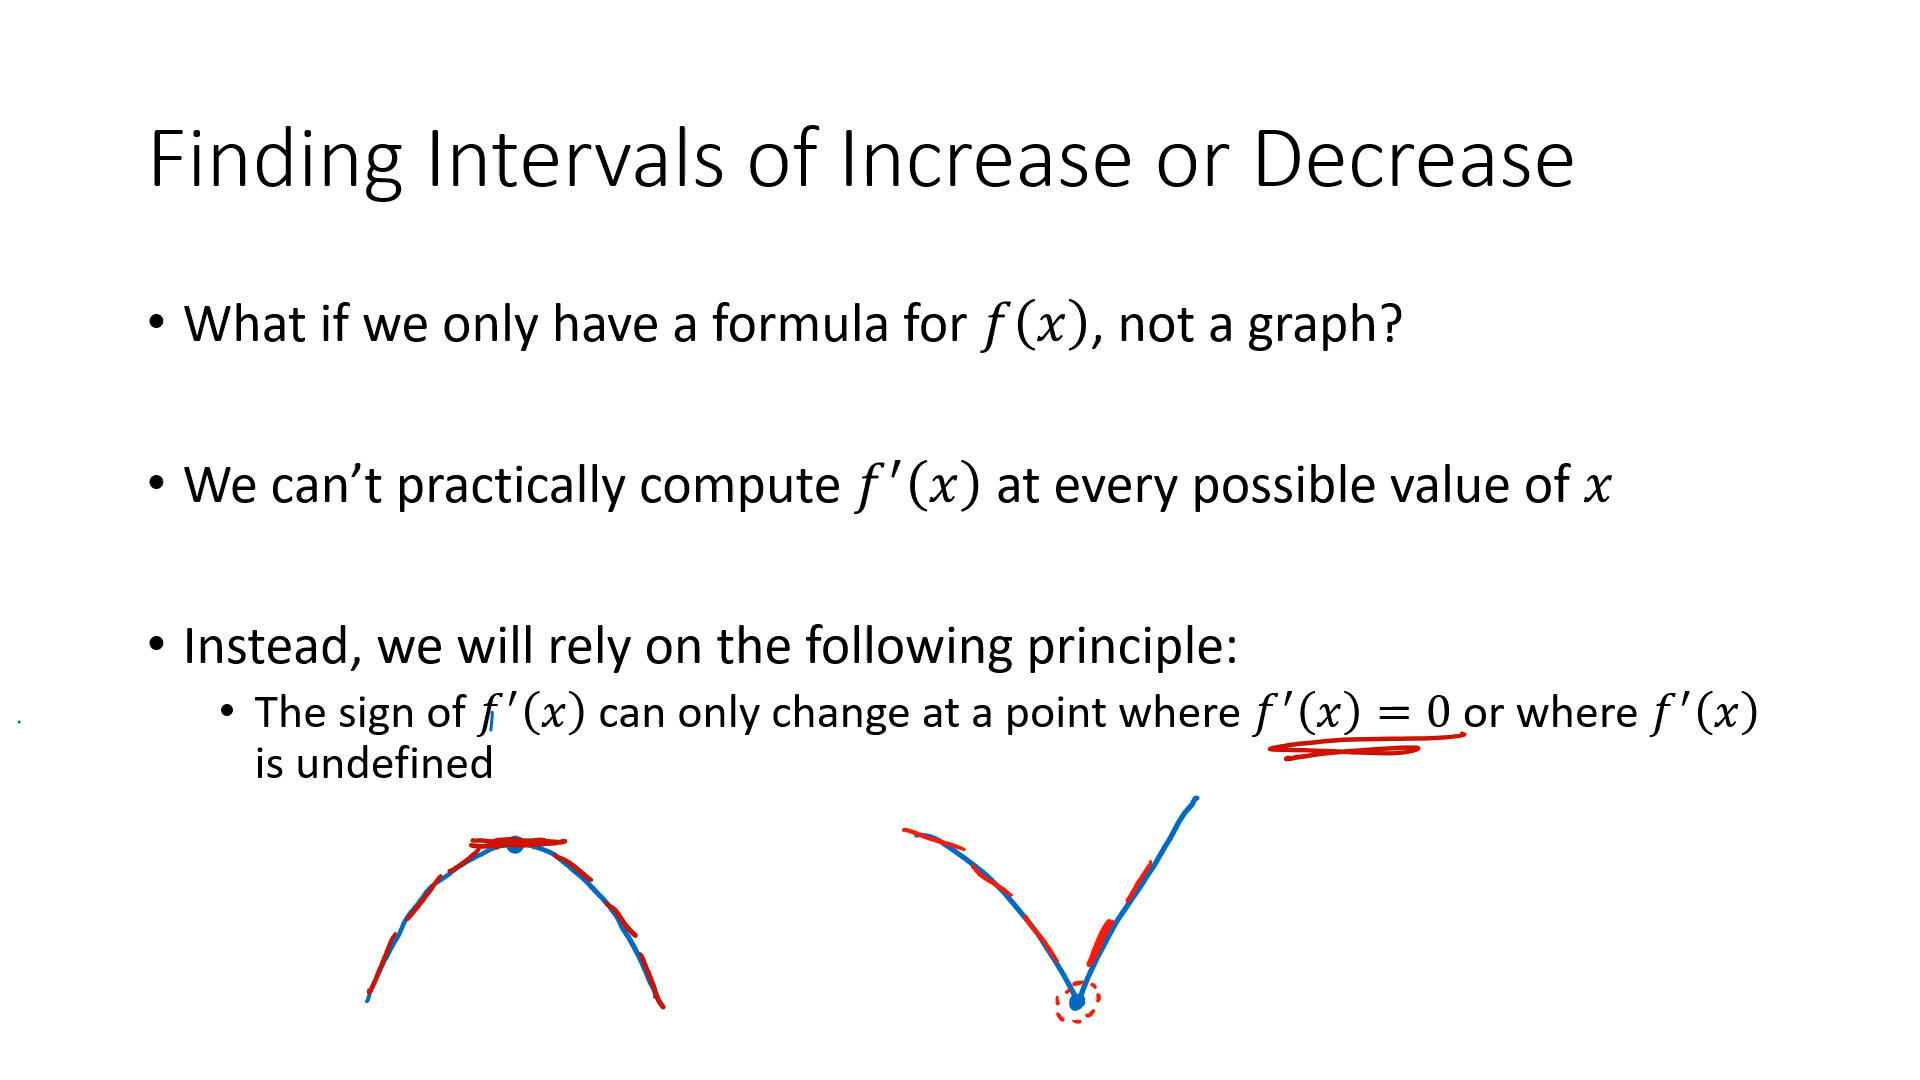 Finding Intervals of Increase or Decrease
• What if we only have a formula for f(x), not a graph?
• We can’t practically compute f′(x) at every possible value of x
• Instead, we will rely on the following principle:
• The sign of f′(x) can only change at a point where f′(x) = 0 or where f′(x)
is undefined